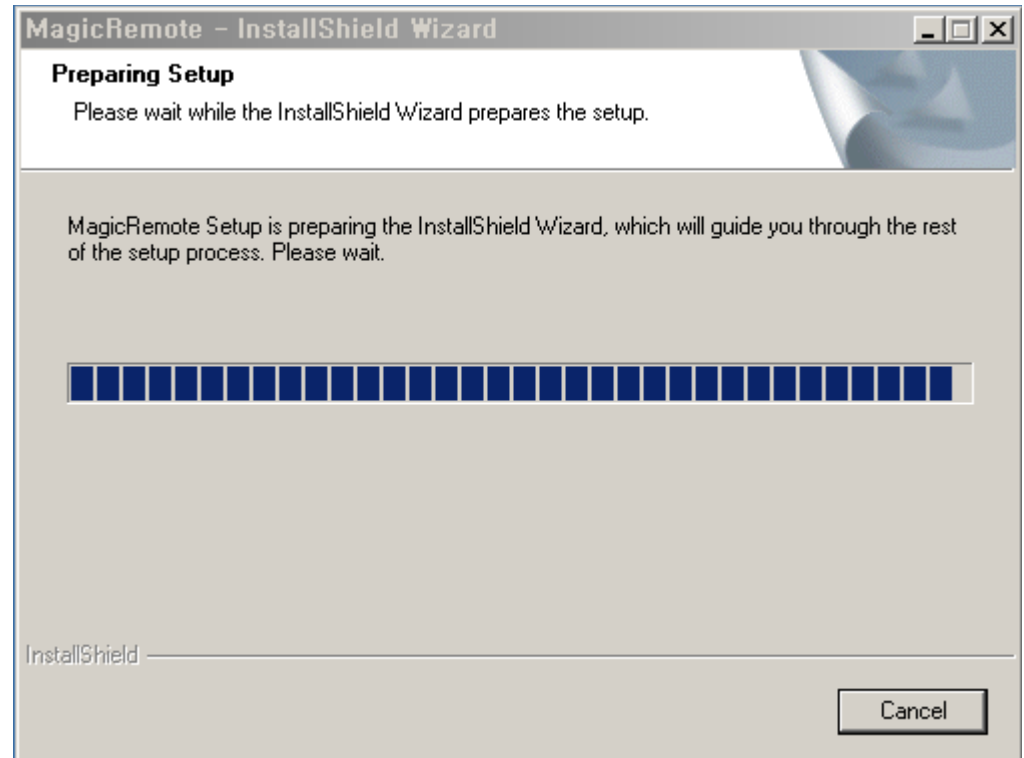 MagicRemote - InstallShield Wizard
Preparing Setup
Please wait while the InstallShield Wizard prepares the setup.
MagicRemote Setup is preparing the InstallShield Wizard, which will guide you through the rest
of the setup process. Please wait.
InstallShield
Cancel